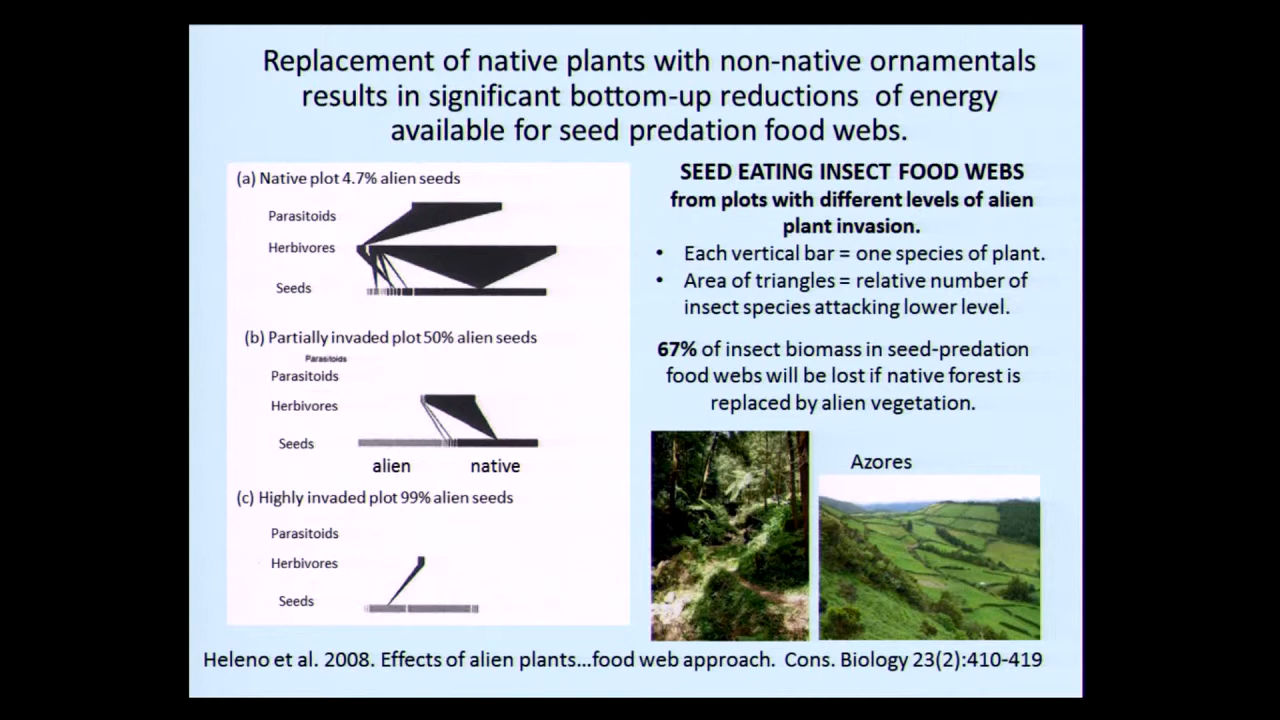 Replacement of native plants with non-native ornamentals
results in significant bottom-up reductions of energy
available for seed predation food webs.
(a) Native plot 4.7% alien seeds
Parasitoids
Herbivores
Seeds
(b) Partially invaded plot 50% alien seeds
Parasitoids
Parasitoids
Herbivores
Seeds
alien native
(c) Highly invaded plot 99% alien seeds
Parasitoids
Herbivores
Seeds
SEED EATING INSECT FOOD WEBS
from plots with different levels of alien
plant invasion.
• Each vertical bar = one species of plant.
• Area of triangles = relative number of
insect species attacking lower level.
67% of insect biomass in seed-predation
food webs will be lost if native forest is
replaced by alien vegetation.
Azores
Heleno et al. 2008. Effects of alien plants...food web approach. Cons. Biology 23(2):410-419